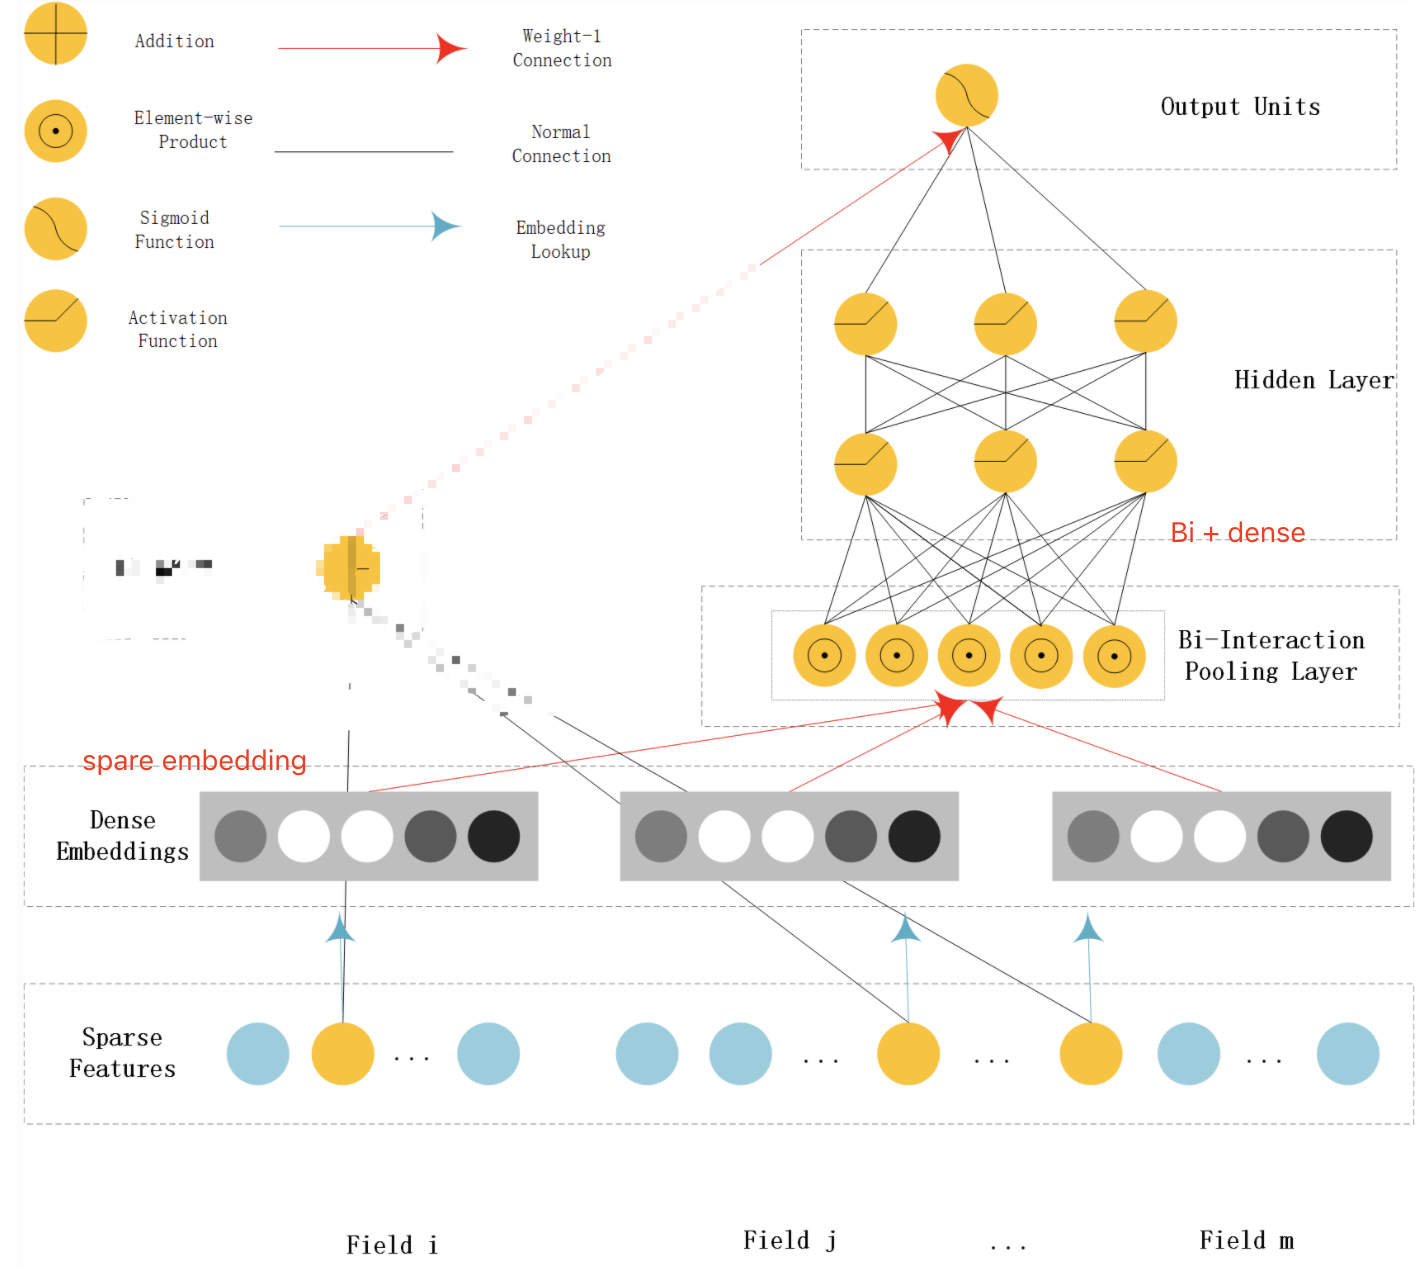 Addition
Weight-1
Connection
Element-wise
Product
Normal
Connection
Sigmoid
Function
Embedding
Lookup
Activation
Function
Output Units
Hidden Layer
Bi + dense
Bi-Interaction
Pooling Layer
spare embedding
Dense
Embeddings
Sparse
Features
...
...
...
...
Field i
Field j
...
Field m